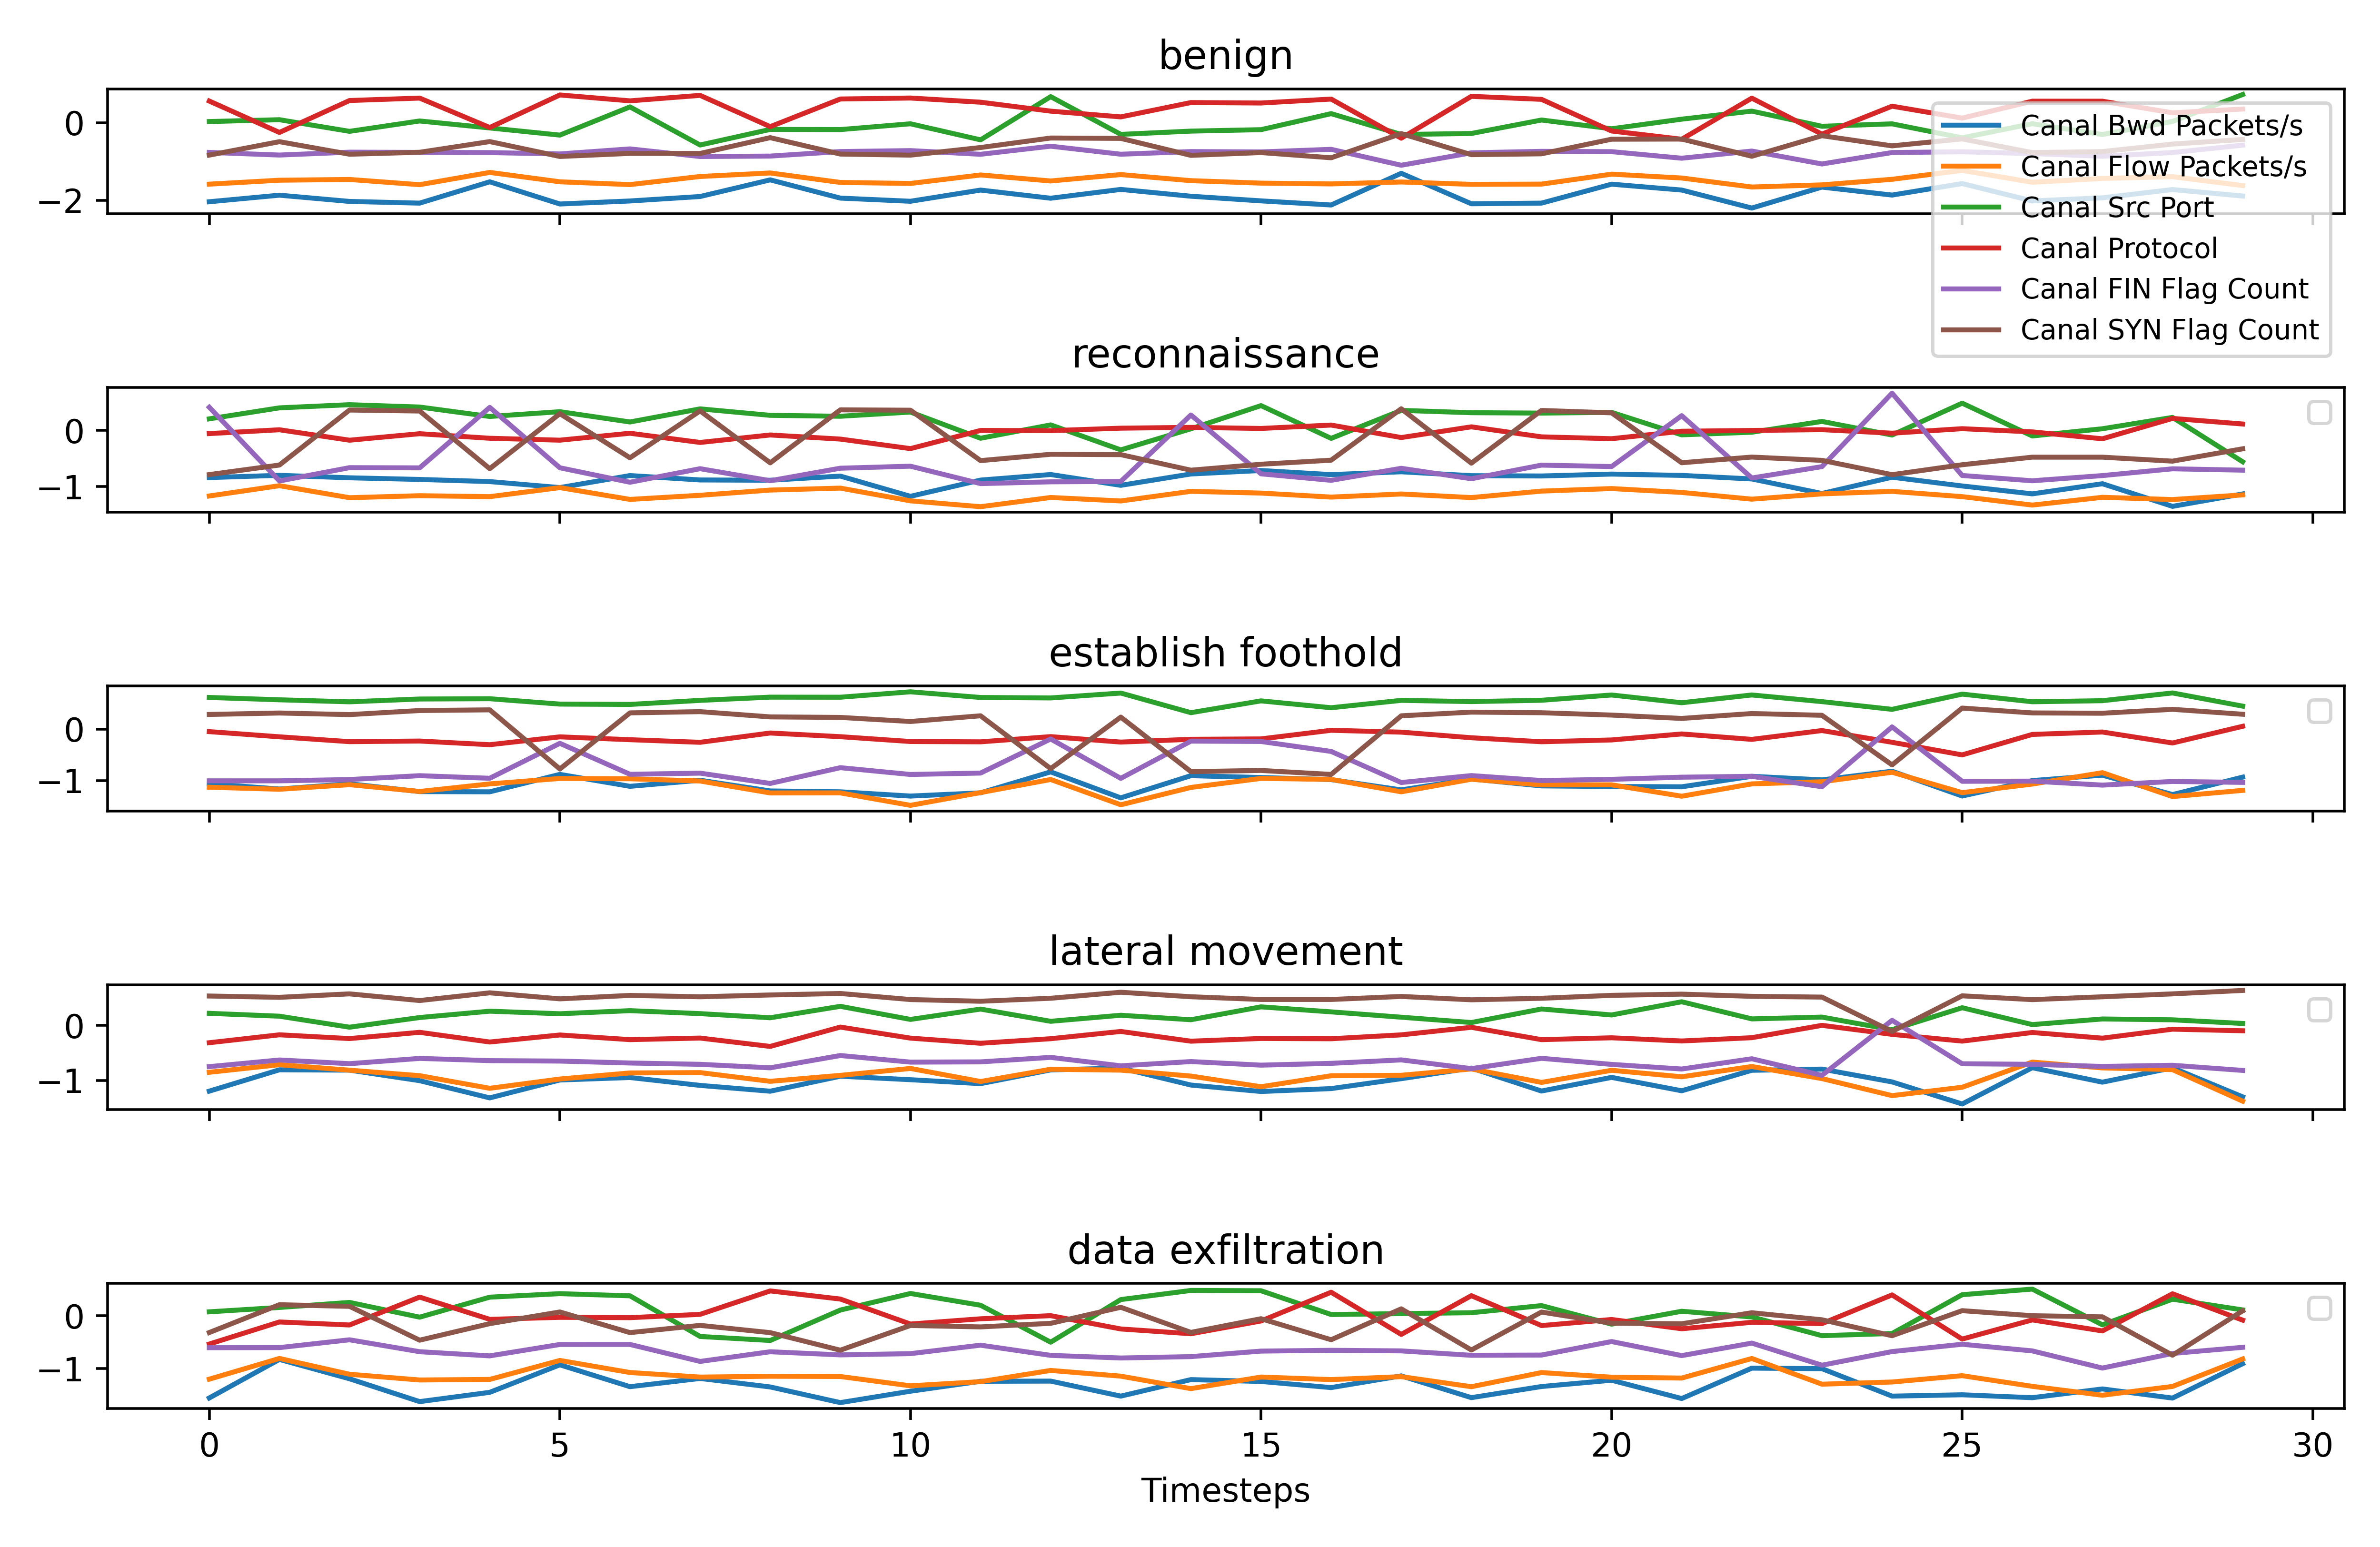 benign
0
−2
Canal Bwd Packets/s
Canal Flow Packets/s
Canal Src Port
Canal Protocol
Canal FIN Flag Count
Canal SYN Flag Count
reconnaissance
0
−1
establish foothold
0
−1
lateral movement
0
−1
data exfiltration
0
−1
0 5 10 15 20 25 30
Timesteps